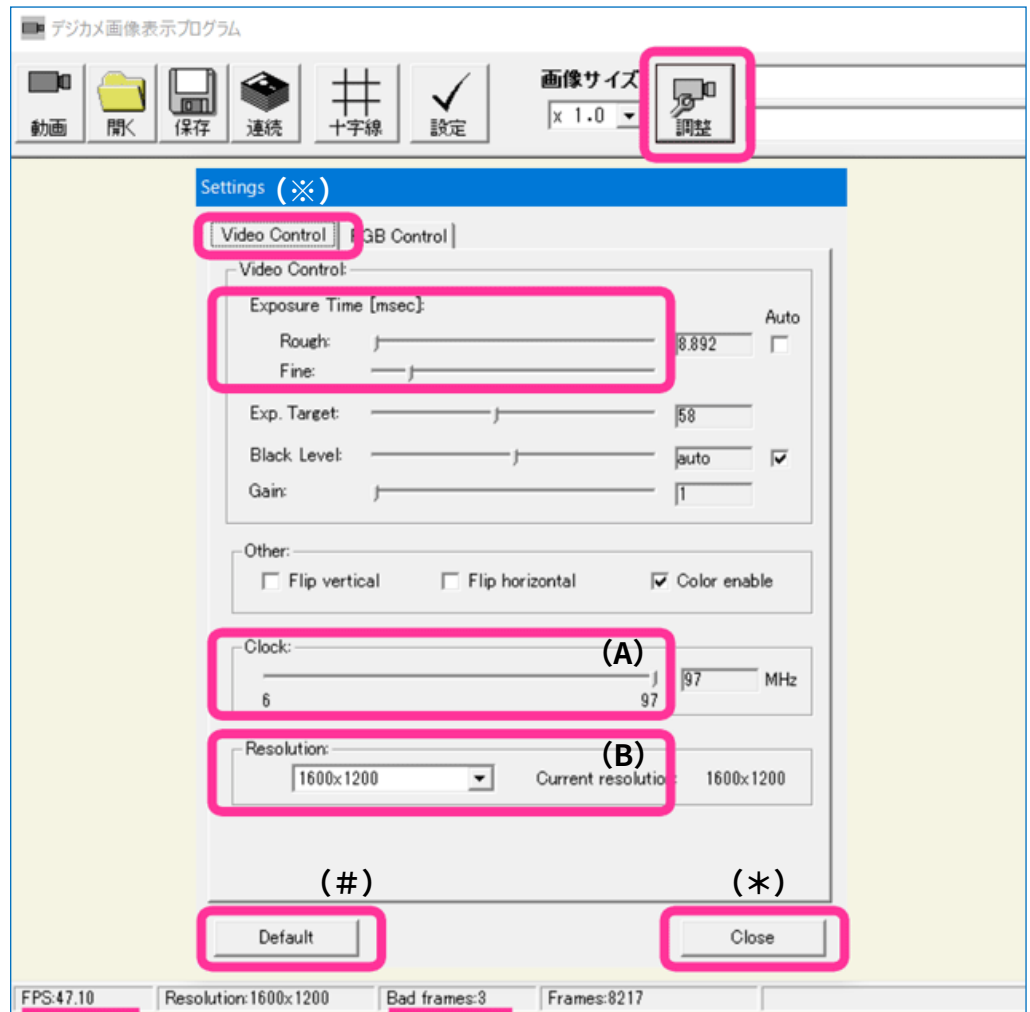 デジカメ画像表示プログラム
動画 開く 保存 連続 十字線 設定 画像サイズ x 1.0 調整
Settings (※)
Video Control GB Control
Video Control:
Exposure Time [msec]:
Auto
Rough: 8.892
Fine:
Exp. Target: 58
Black Level: auto
Gain: 1
Other:
Flip vertical Flip horizontal Color enable
Clock: (A)
97 MHz
6 97
Resolution: (B)
1600x1200 Current resolutio: 1600x1200
(#) (*)
Default Close
FPS:47.10 Resolution:1600x1200 Bad frames:3 Frames:8217